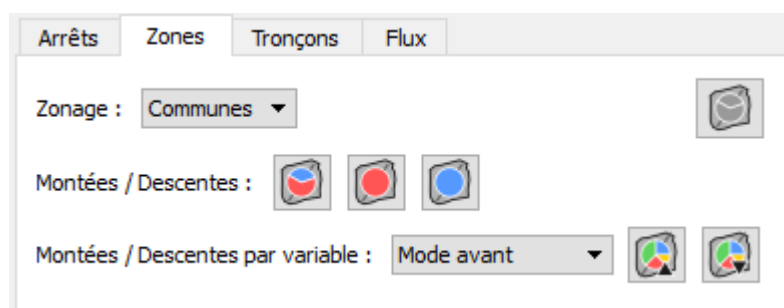 Arrêts Zones Tronçons Flux
Zonage : Communes
Montées / Descentes :
Montées / Descentes par variable : Mode avant